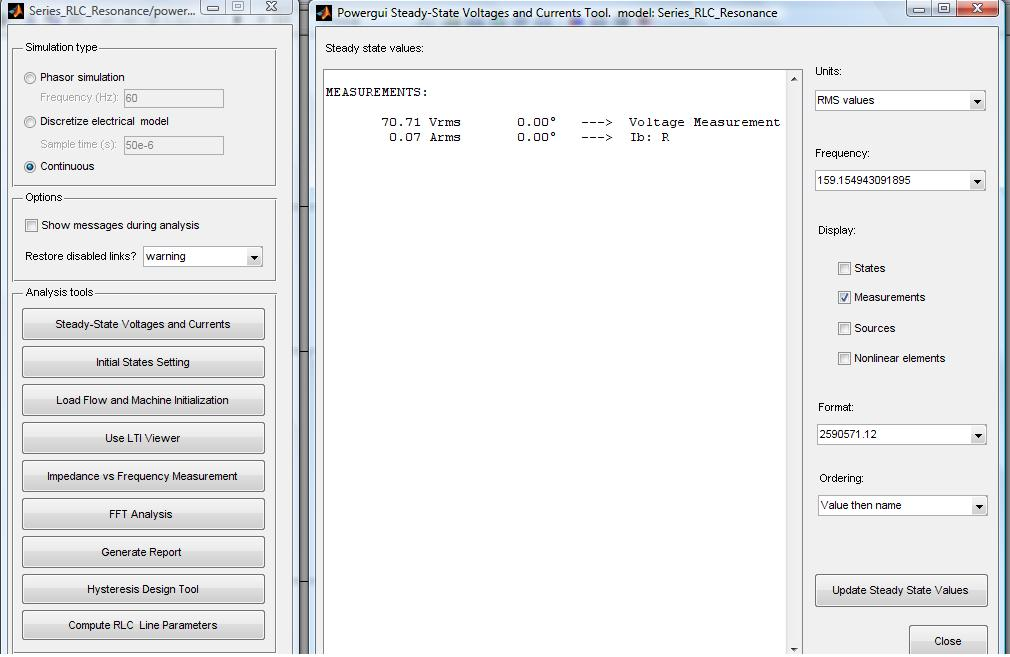 Series_RLC_Resonance/power...
Simulation type
Phasor simulation
Frequency (Hz): 60
Discretize electrical model
Sample time (s): 50e-6
Continuous
Options
Show messages during analysis
Restore disabled links? warning
Analysis tools
Steady-State Voltages and Currents
Initial States Setting
Load Flow and Machine Initialization
Use LTI Viewer
Impedance vs Frequency Measurement
FFT Analysis
Generate Report
Hysteresis Design Tool
Compute RLC Line Parameters
Powergui Steady-State Voltages and Currents Tool. model: Series_RLC_Resonance
Steady state values:
MEASUREMENTS:
70.71 Vrms 0.00° ---> Voltage Measurement
0.07 Arms 0.00° ---> Ib: R
Units:
RMS values
Frequency:
159.154943091895
Display:
States
Measurements
Sources
Nonlinear elements
Format:
2590571.12
Ordering:
Value then name
Update Steady State Values
Close